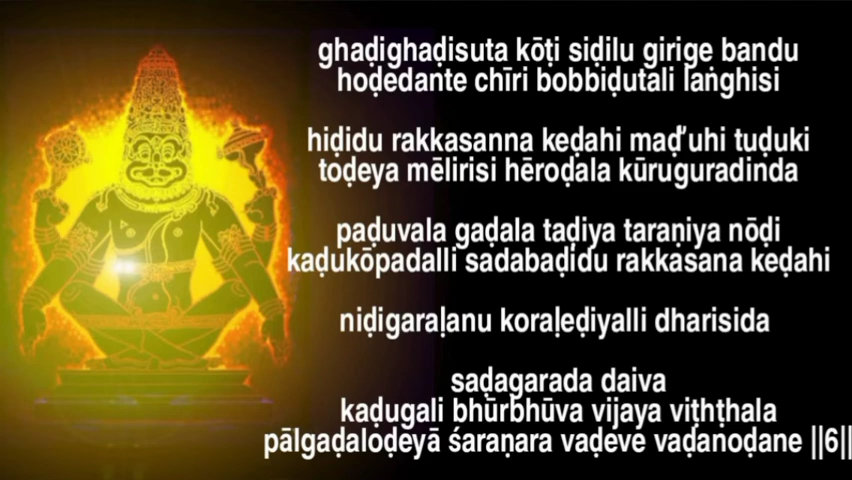 ghaḍighaḍisuta kōṭi siḍilu girige bandu
hoḍedante chīri bobbiḍutali laṅghisi
hiḍidu rakkasanna keḍahi maḍʼuhi tuḍuki
toḍeya mēlirisi hēroḍala kūruguradinda
paḍuvala gaḍala taḍiya taraṇiya nōḍi
kaḍukōpadalli sadabaḍidu rakkasana keḍahi
niḍigaraḷanu koraḷeḍiyalli dharisida
saḍagarada daiva
kaḍugali bhūrbhūva vijaya viṭhṭhala
pālgaḍaloḍeyā śaraṇara vaḍeve vaḍanoḍane ||6||